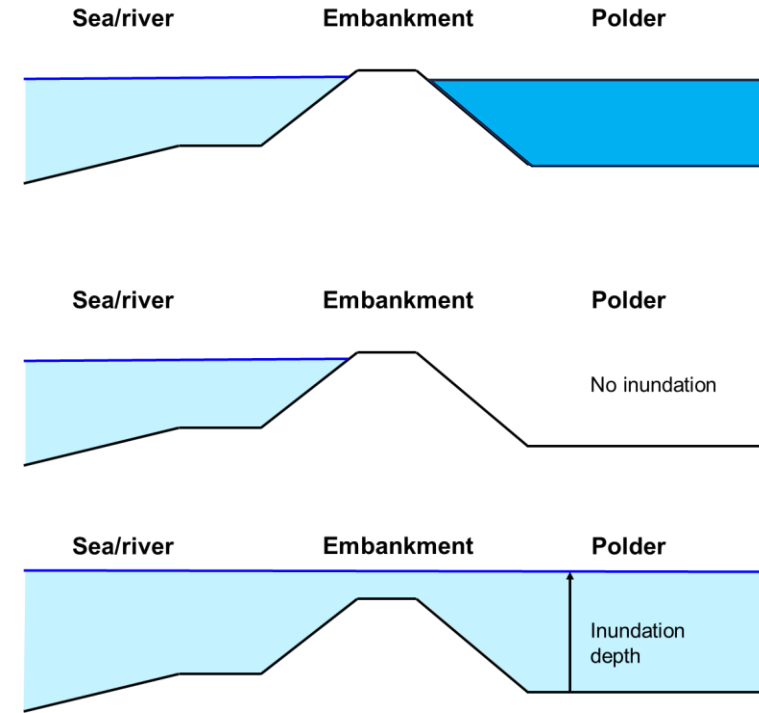 Sea/river Embankment Polder
Sea/river Embankment Polder
No inundation
Sea/river Embankment Polder
Inundation
depth